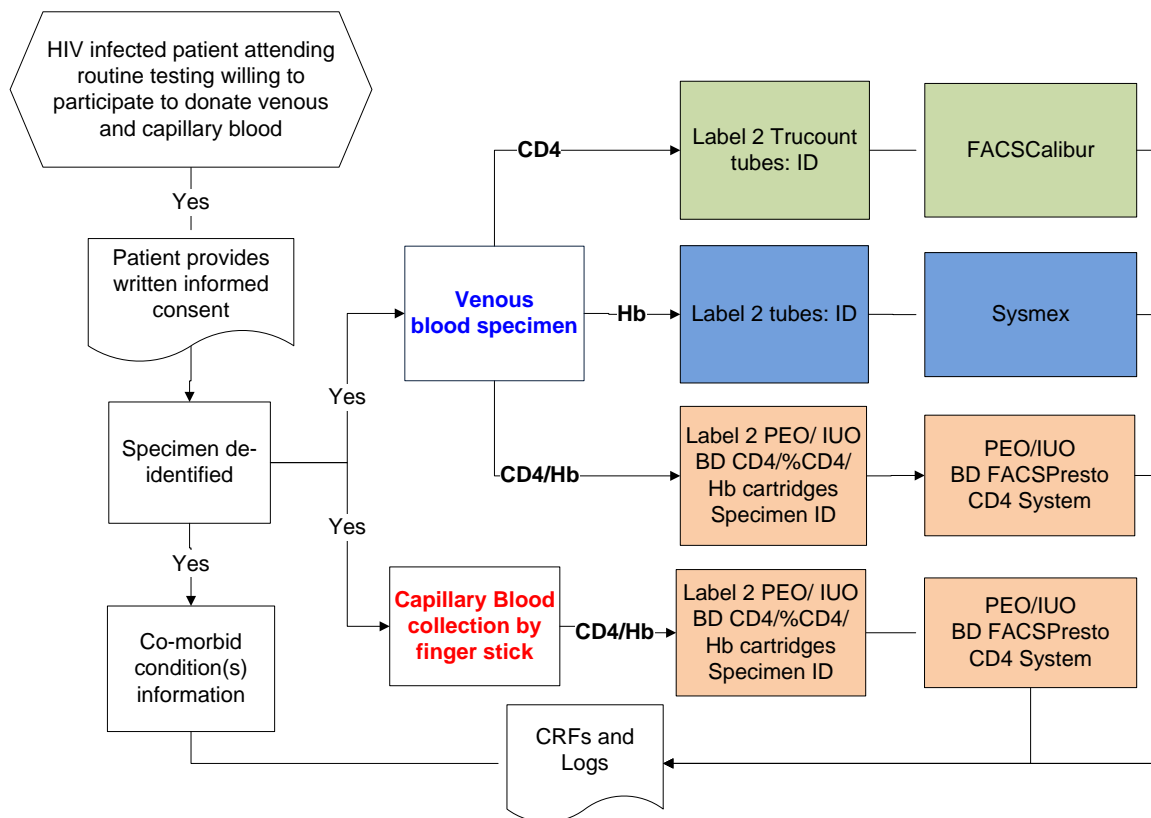 HIV infected patient attending
routine testing willing to
participate to donate venous
and capillary blood
Yes
Patient provides
written informed
consent
Specimen de-
identified
Yes
Co-morbid
condition(s)
information
Yes
Yes
Venous
blood specimen
Capillary Blood
collection by
finger stick
CD4
Hb
CD4/Hb
CD4/Hb
Label 2 Trucount
tubes: ID
FACSCalibur
Label 2 tubes: ID
Sysmex
Label 2 PEO/ IUO
BD CD4/%CD4/
Hb cartridges
Specimen ID
PEO/IUO
BD FACSPresto
CD4 System
Label 2 PEO/ IUO
BD CD4/%CD4/
Hb cartridges
Specimen ID
PEO/IUO
BD FACSPresto
CD4 System
CRFs and
Logs